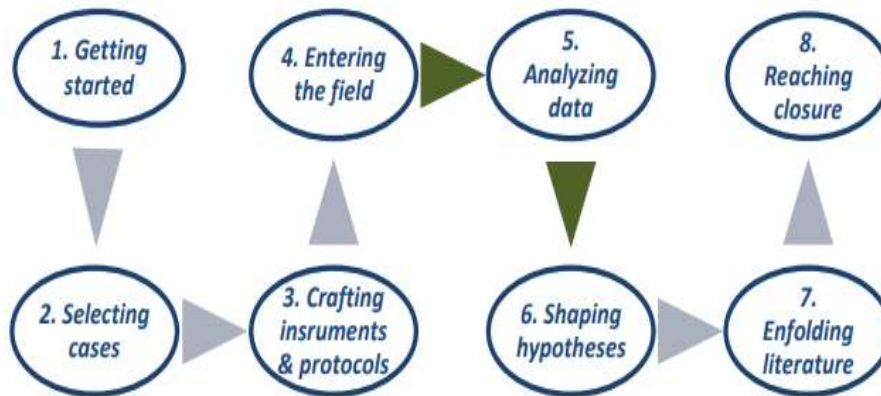 1. Getting
started
2. Selecting
cases
3. Crafting
insruments
& protocols
4. Entering
the field
5.
Analyzing
data
6. Shaping
hypotheses
7.
Enfolding
literature
8.
Reaching
closure